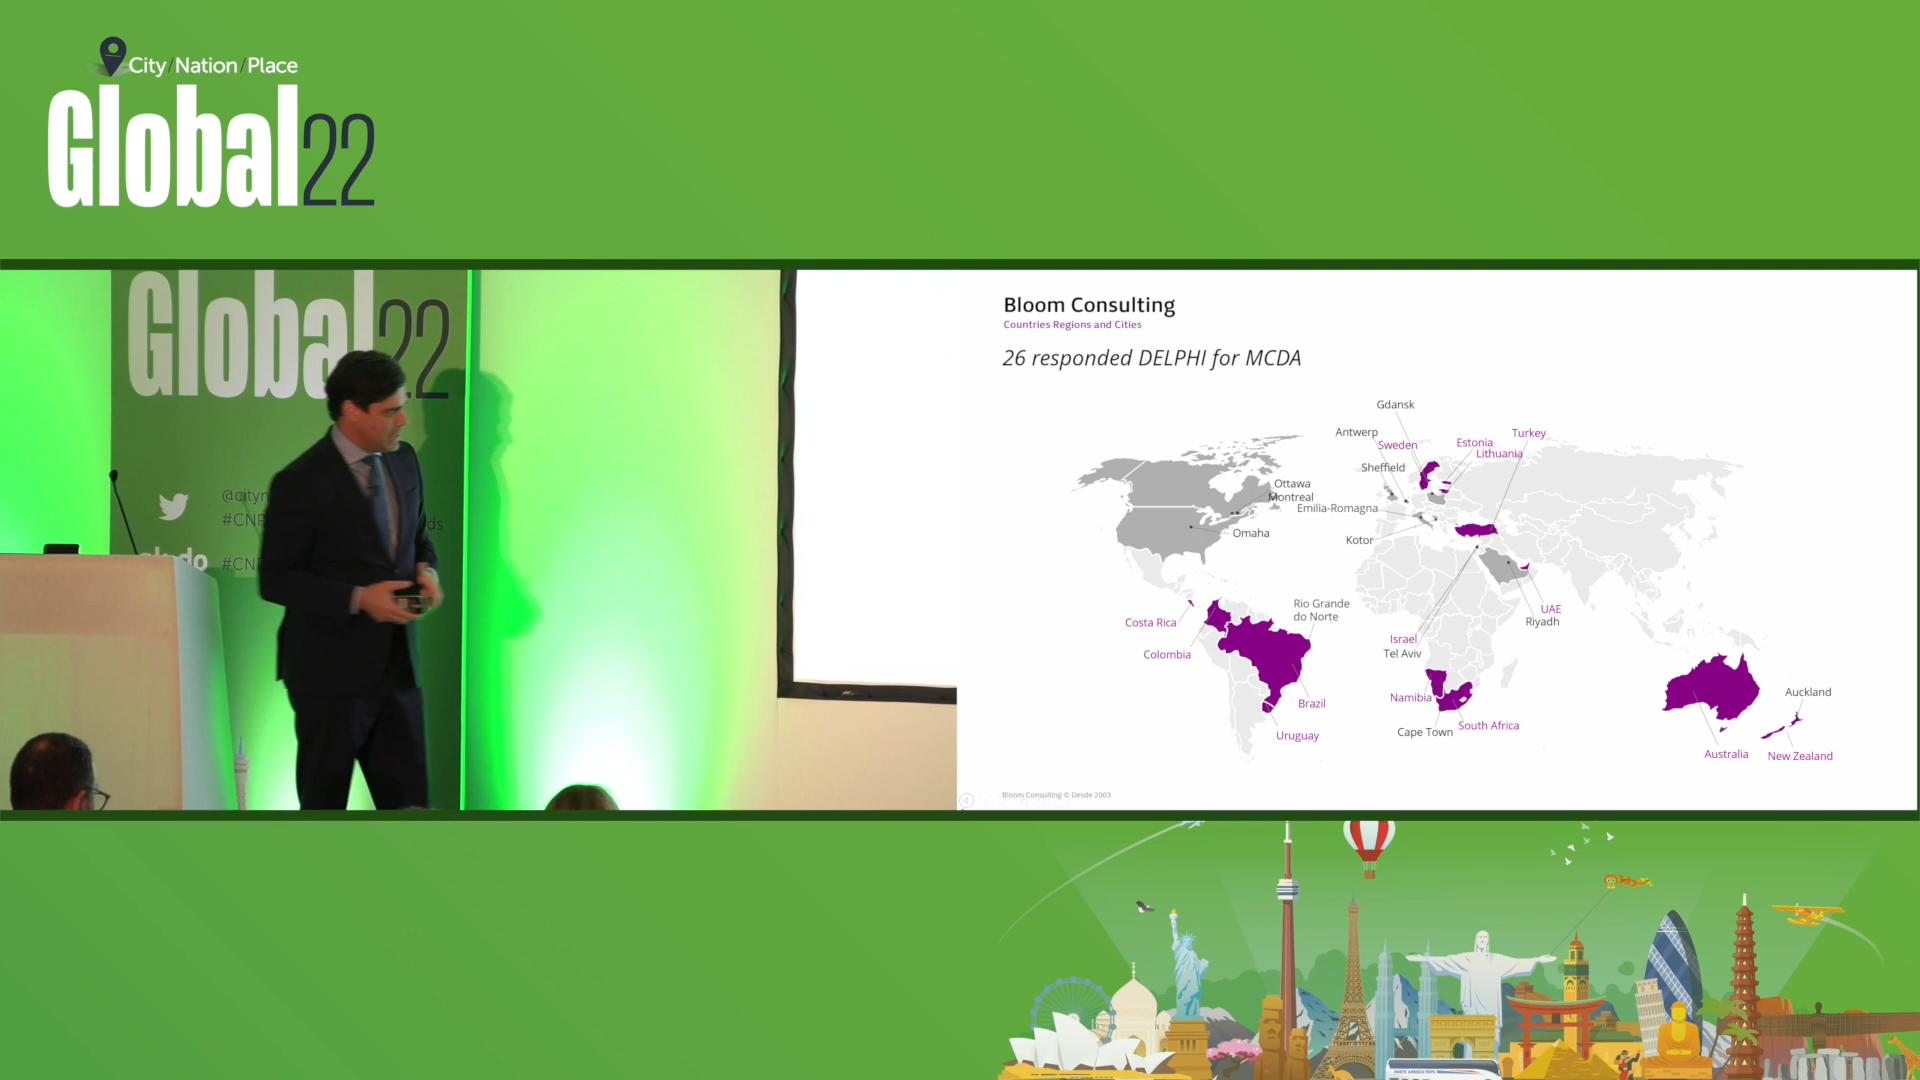 City/Nation/Place
Global22
Global22
@cityn
#CNP
ds
#CN
Bloom Consulting
Countries Regions and Cities
26 responded DELPHI for MCDA
Gdansk
Antwerp
Sweden
Estonia
Turkey
Lithuania
Sheffield
Ottawa
Montreal
Emilia-Romagna
Omaha
Kotor
Rio Grande
do Norte
UAE
Riyadh
Costa Rica
Israel
Tel Aviv
Colombia
Namibia
Brazil
Auckland
South Africa
Cape Town
Uruguay
Australia
New Zealand
Bloom Consulting © Desde 2003